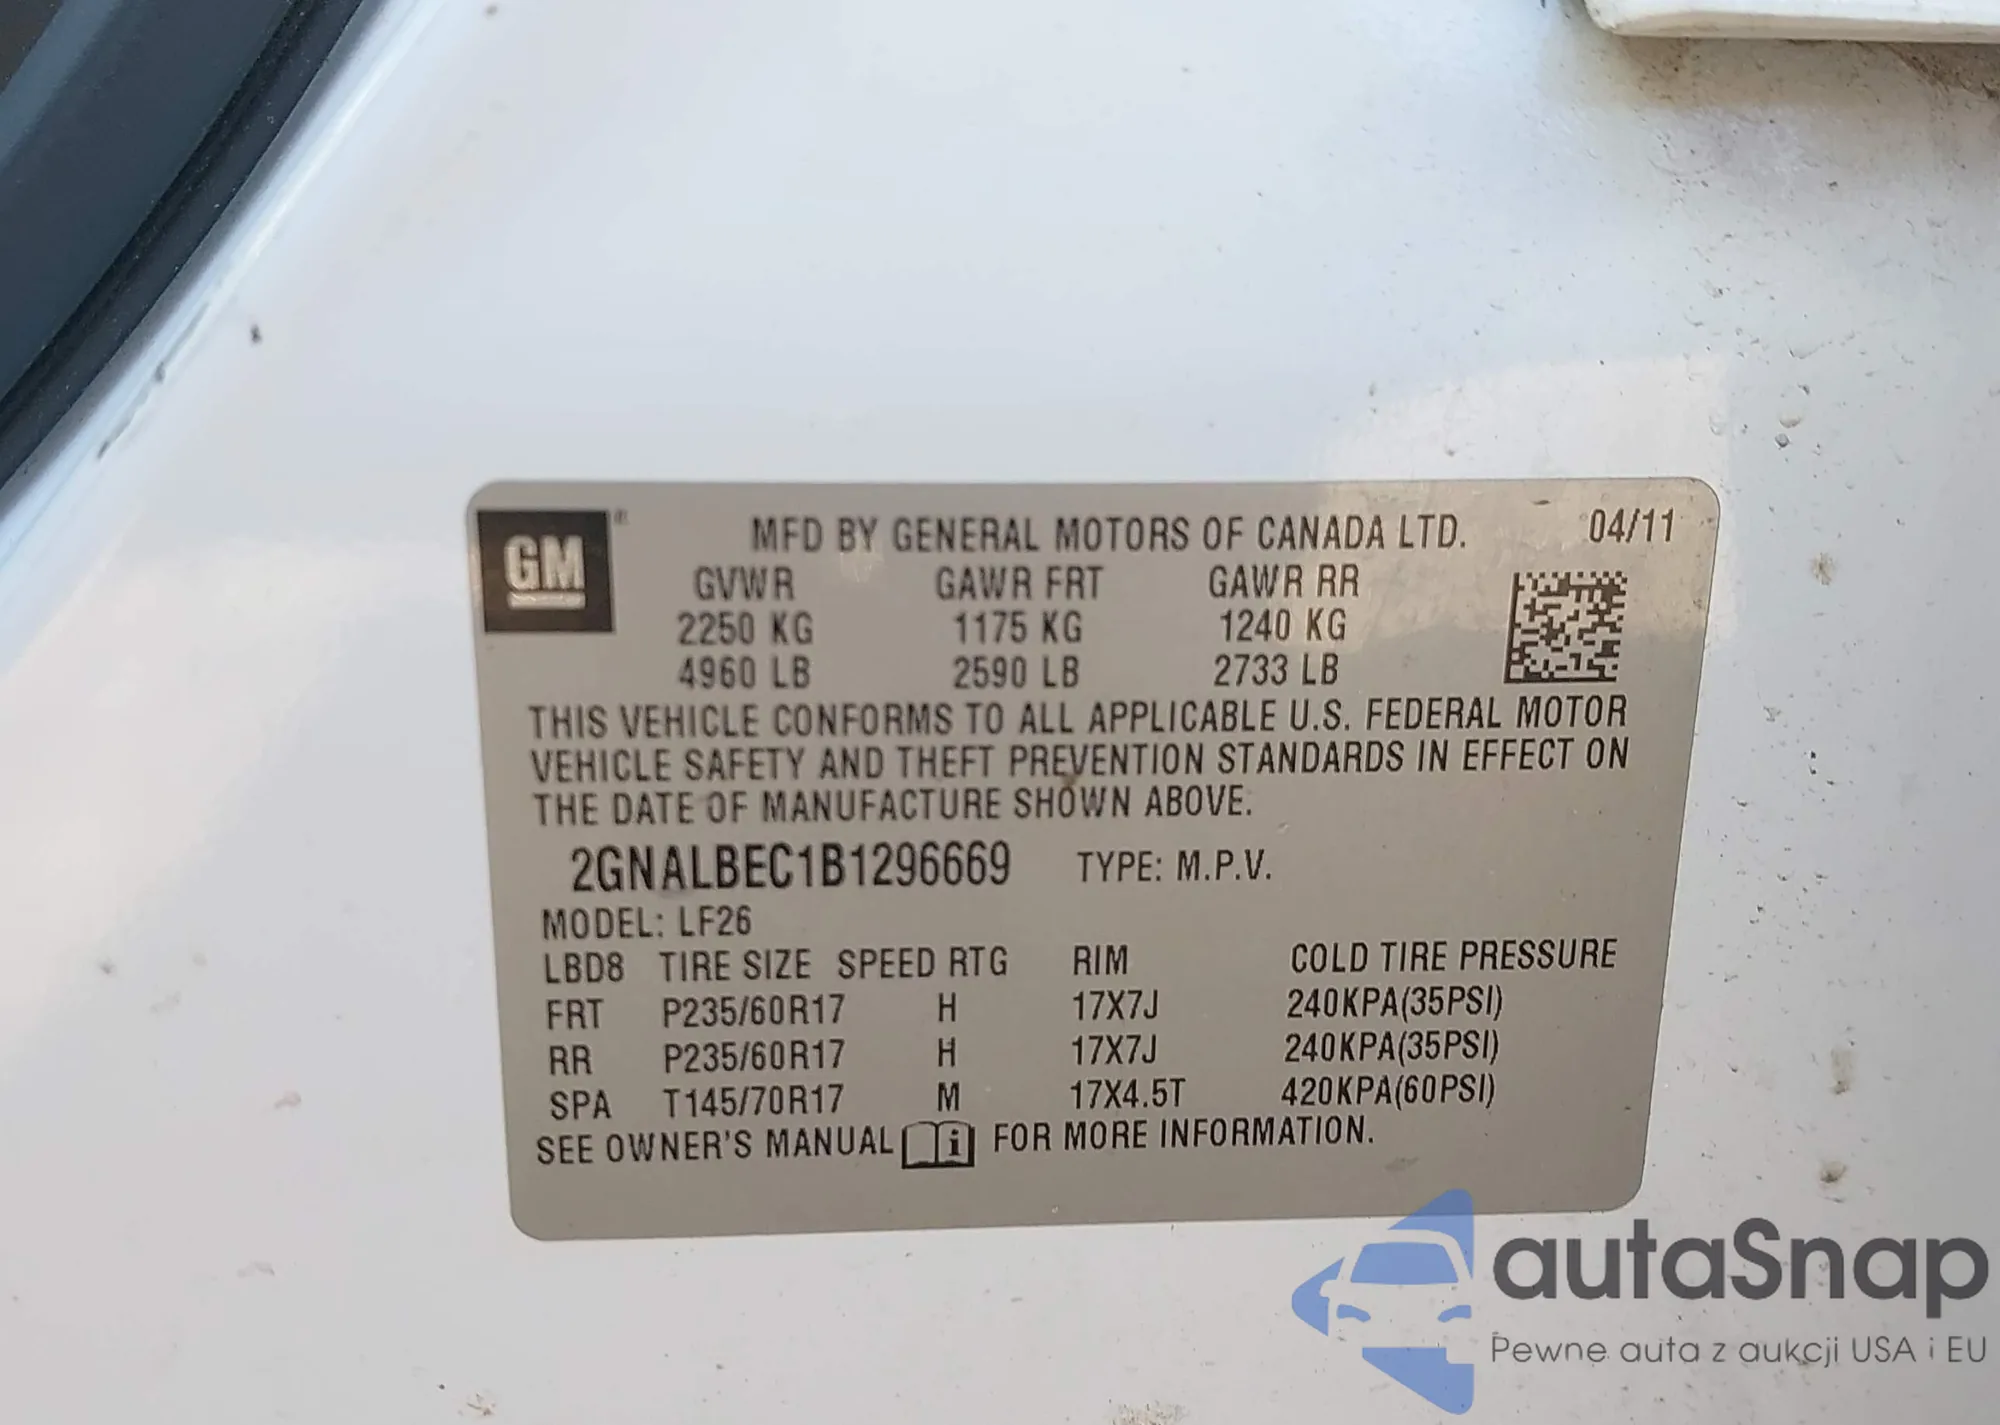 GM
MFD BY GENERAL MOTORS OF CANADA LTD. 04/11
GVWR GAWR FRT GAWR RR
2250 KG 1175 KG 1240 KG
4960 LB 2590 LB 2733 LB
THIS VEHICLE CONFORMS TO ALL APPLICABLE U.S. FEDERAL MOTOR
VEHICLE SAFETY AND THEFT PREVENTION STANDARDS IN EFFECT ON
THE DATE OF MANUFACTURE SHOWN ABOVE.
2GNALBEC1B1296669 TYPE: M.P.V.
MODEL: LF26
LBD8 TIRE SIZE SPEED RTG RIM COLD TIRE PRESSURE
FRT P235/60R17 H 17X7J 240KPA(35PSI)
RR P235/60R17 H 17X7J 240KPA(35PSI)
SPA T145/70R17 M 17X4.5T 420KPA(60PSI)
SEE OWNER'S MANUAL i FOR MORE INFORMATION.
autaSnap
Pewne auta z aukcji USA i EU